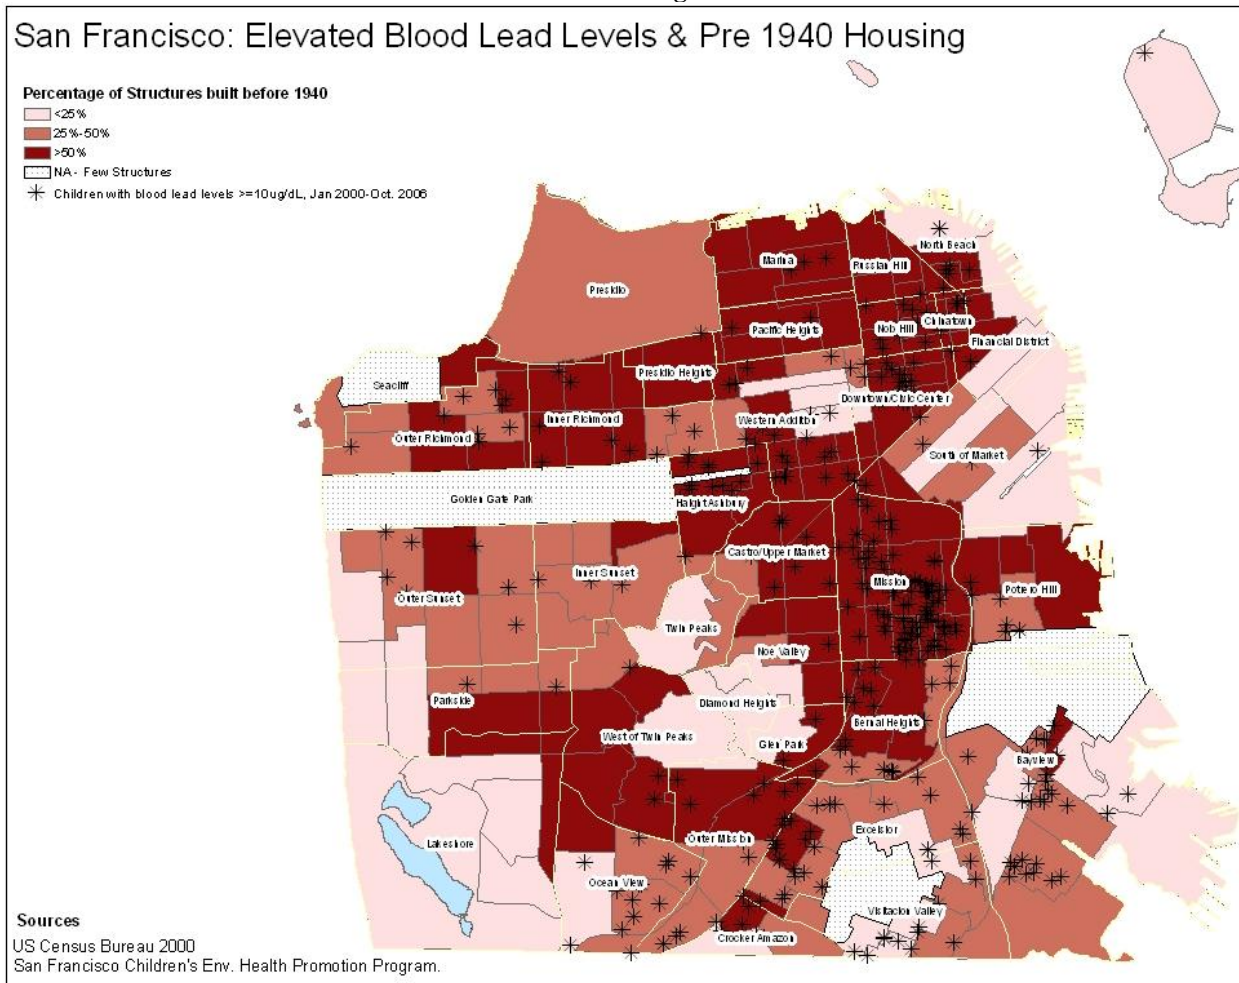 San Francisco: Elevated Blood Lead Levels & Pre 1940 Housing
Percentage of Structures built before 1940
<25%
25%-50%
>50%
NA - Few Structures
Children with blood lead levels >=10ug/dL, Jan 2000-Oct. 2006
North Beach
Marina
Russian Hill
Presidio
Chinatown
Pacific Heights
Nob Hill
Financial District
Presidio Heights
Seacliff
Downtown/Civic Center
Inner Richmond
Western Addition
Outer Richmond
South of Market
Golden Gate Park
Haight Ashbury
Castro/Upper Market
Inner Sunset
Mission
Potrero Hill
Outer Sunset
Twin Peaks
Noe Valley
Parkside
Diamond Heights
Bernal Heights
West of Twin Peaks
Glen Park
Bayview
Excelsior
Outer Mission
Lakeshore
Ocean View
Visitacion Valley
Crocker Amazon
Sources
US Census Bureau 2000
San Francisco Children's Env. Health Promotion Program.